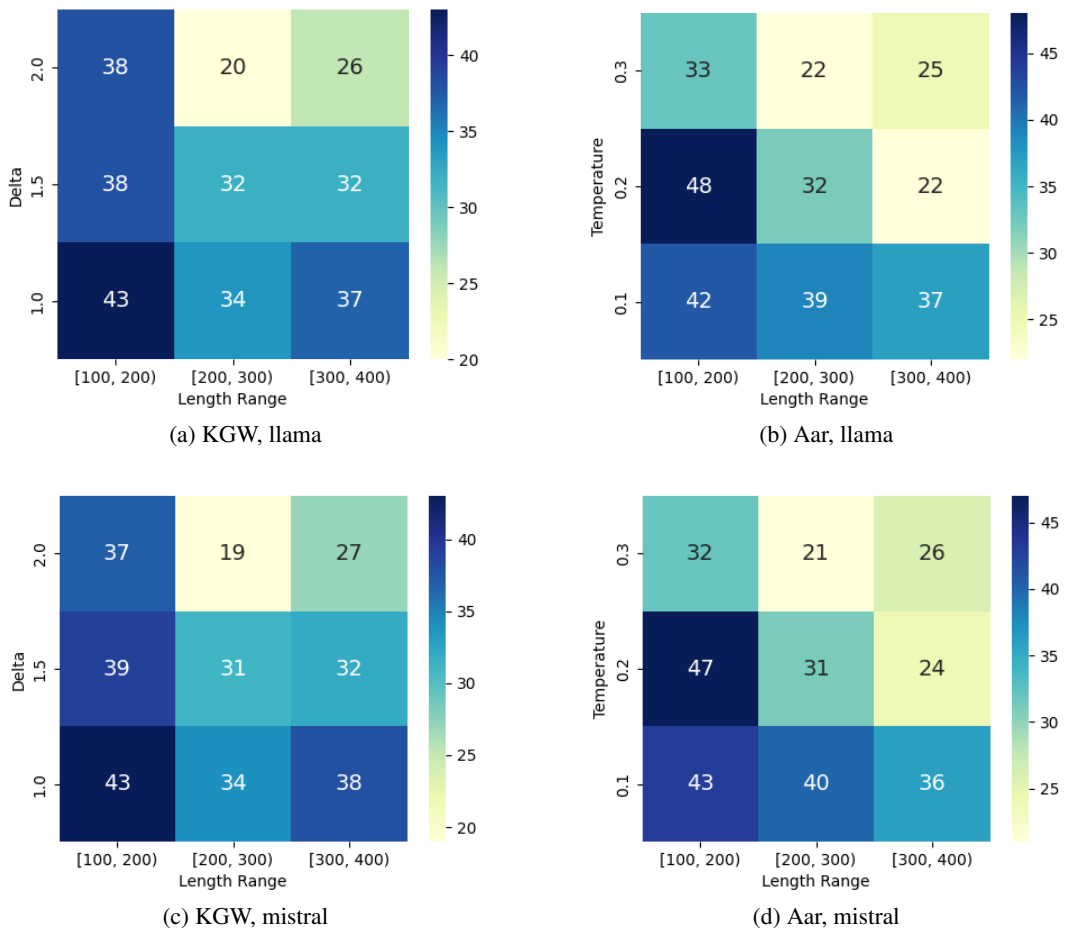 2.0 38 20 26
1.5 38 32 32
1.0 43 34 37
Delta
[100, 200) [200, 300) [300, 400)
Length Range
40
35
30
25
20
(a) KGW, llama
0.3 33 22 25
0.2 48 32 22
0.1 42 39 37
Temperature
[100, 200) [200, 300) [300, 400)
Length Range
45
40
35
30
25
(b) Aar, llama
2.0 37 19 27
1.5 39 31 32
1.0 43 34 38
Delta
[100, 200) [200, 300) [300, 400)
Length Range
40
35
30
25
20
(c) KGW, mistral
0.3 32 21 26
0.2 47 31 24
0.1 43 40 36
Temperature
[100, 200) [200, 300) [300, 400)
Length Range
45
40
35
30
25
(d) Aar, mistral